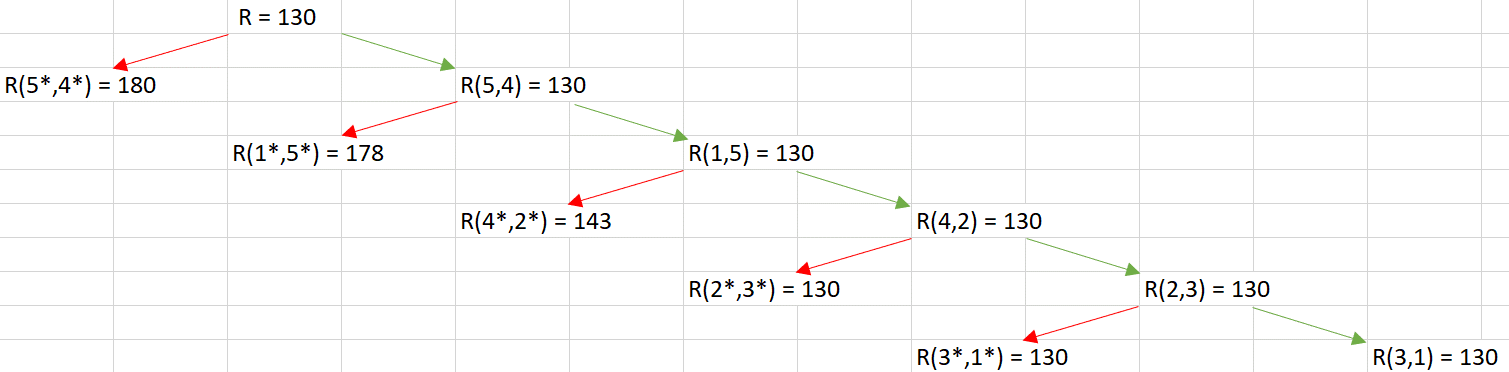 R = 130
R(5*,4*) = 180
R(5,4) = 130
R(1*,5*) = 178
R(1,5) = 130
R(4*,2*) = 143
R(4,2) = 130
R(2*,3*) = 130
R(2,3) = 130
R(3*,1*) = 130
R(3,1) = 130